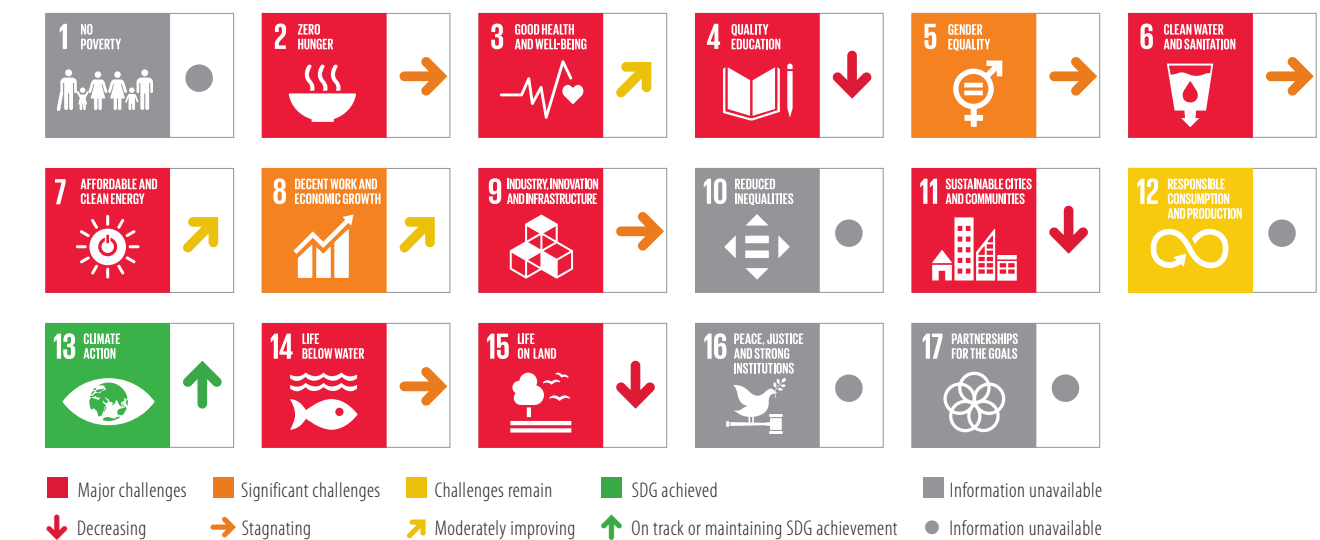 1 NO
POVERTY
2 ZERO
HUNGER
3 GOOD HEALTH
AND WELL-BEING
4 QUALITY
EDUCATION
5 GENDER
EQUALITY
6 CLEAN WATER
AND SANITATION
7 AFFORDABLE AND
CLEAN ENERGY
8 DECENT WORK AND
ECONOMIC GROWTH
9 INDUSTRY, INNOVATION
AND INFRASTRUCTURE
10 REDUCED
INEQUALITIES
11 SUSTAINABLE CITIES
AND COMMUNITIES
12 RESPONSIBLE
CONSUMPTION
AND PRODUCTION
13 CLIMATE
ACTION
14 LIFE
BELOW WATER
15 LIFE
ON LAND
16 PEACE, JUSTICE
AND STRONG
INSTITUTIONS
17 PARTNERSHIPS
FOR THE GOALS
Major challenges
Significant challenges
Challenges remain
SDG achieved
Information unavailable
Decreasing
Stagnating
Moderately improving
On track or maintaining SDG achievement
Information unavailable